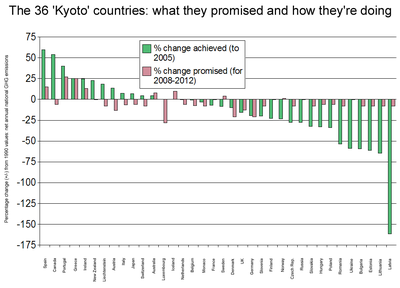 The 36 'Kyoto' countries: what they promised and how they're doing
% change achieved (to
2005)
% change promised (for
2008-2012)
Percentage change (+/-) from 1990 values: net annual national GHG emissions
75
50
25
0
-25
-50
-75
-100
-125
-150
-175
Spain
Canada
Portugal
Greece
Ireland
New Zealand
Liechtenstein
Austria
Italy
Japan
Switzerland
Australia
Luxembourg
Iceland
Netherlands
Belgium
Monaco
France
Sweden
Denmark
UK
Germany
Slovenia
Finland
Norway
Czech Rep.
Russia
Slovakia
Hungary
Poland
Romania
Ukraine
Bulgaria
Estonia
Lithuania
Latvia